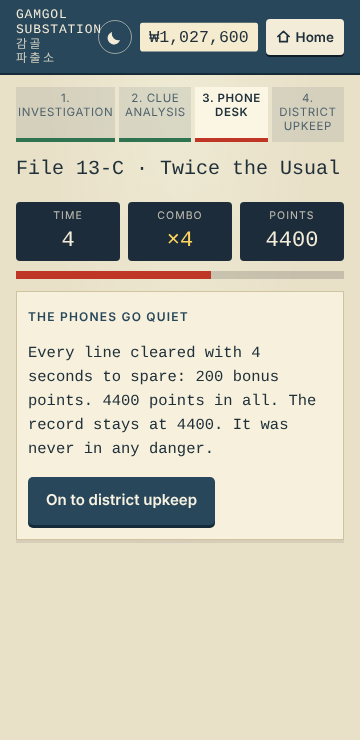 GAMGOL
SUBSTATION
감골
파출소
₩1,027,600
Home
1. INVESTIGATION
2. CLUE ANALYSIS
3. PHONE DESK
4. DISTRICT UPKEEP
File 13-C · Twice the Usual
TIME
4
COMBO
×4
POINTS
4400
THE PHONES GO QUIET
Every line cleared with 4
seconds to spare: 200 bonus
points. 4400 points in all. The
record stays at 4400. It was
never in any danger.
On to district upkeep